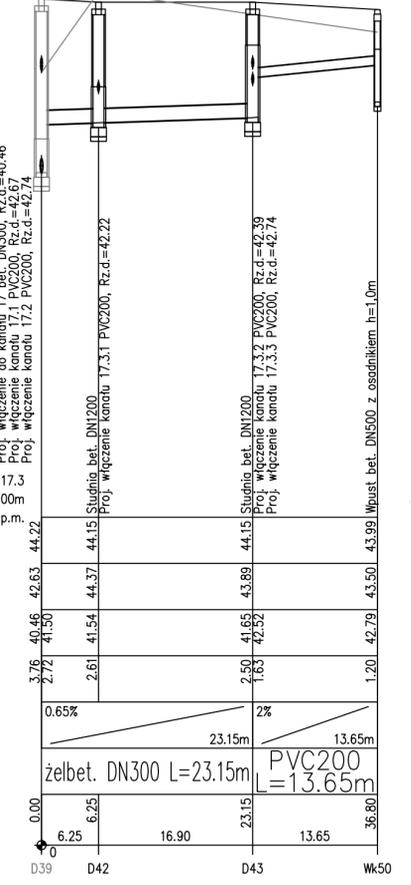 Proj. włączenie do kanału 17 bet. DN300, Rz.d.=40.46
Proj. włączenie kanału 17.1 PVC200, Rz.d.=42.67
Proj. włączenie kanału 17.2 PVC200, Rz.d.=42.74
Studnia bet. DN1200
Proj. włączenie kanału 17.3.1 PVC200, Rz.d.=42.22
Studnia bet. DN1200
Proj. włączenie kanału 17.3.2 PVC200, Rz.d.=42.39
Proj. włączenie kanału 17.3.3 PVC200, Rz.d.=42.74
Wpust bet. DN500 z osadnikiem h=1,0m
17.3
00m
p.m.
44.22 44.15 44.15 43.99
42.63 44.37 43.89 43.50
40.46 41.50 41.54 41.65 42.52 42.79
3.76 2.72 2.61 2.50 1.63 1.20
0.65% 2%
23.15m 13.65m
żelbet. DN300 L=23.15m
PVC200
L=13.65m
0.00 6.25 23.15 36.80
6.25 16.90 13.65
0
D39 D42 D43 Wk50